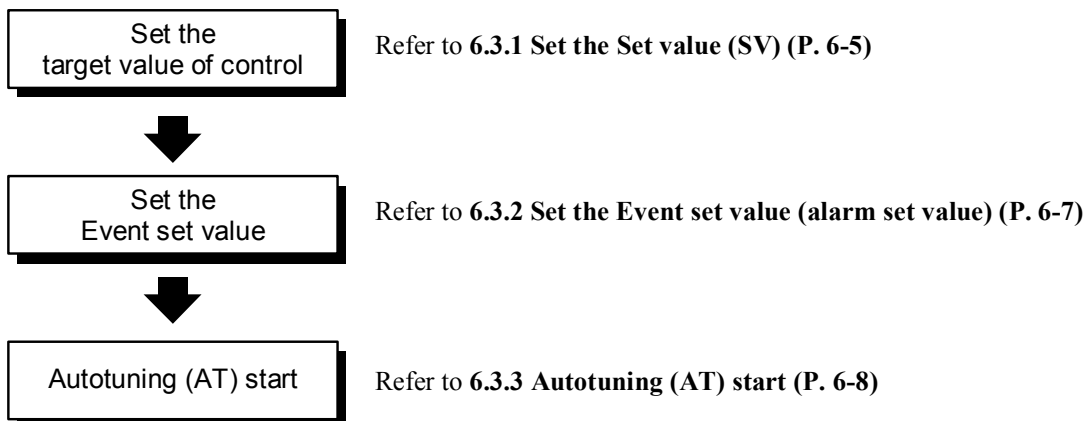 Set the
target value of control
Refer to 6.3.1 Set the Set value (SV) (P. 6-5)
Set the
Event set value
Refer to 6.3.2 Set the Event set value (alarm set value) (P. 6-7)
Autotuning (AT) start
Refer to 6.3.3 Autotuning (AT) start (P. 6-8)